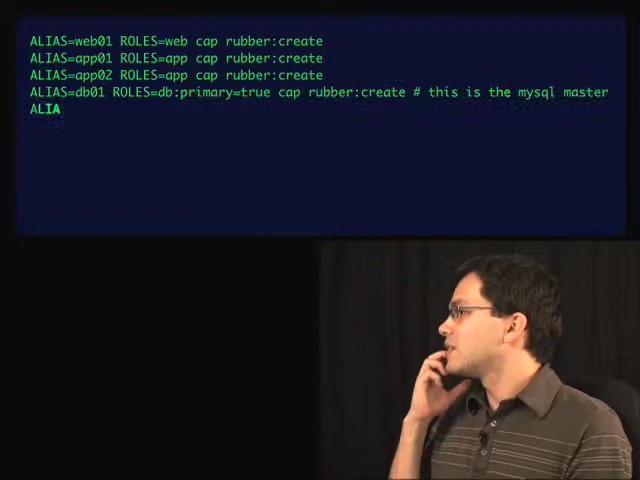 ALIAS=web01 ROLES=web cap rubber:create
ALIAS=app01 ROLES=app cap rubber:create
ALIAS=app02 ROLES=app cap rubber:create
ALIAS=db01 ROLES=db:primary=true cap rubber:create # this is the mysql master
ALIA